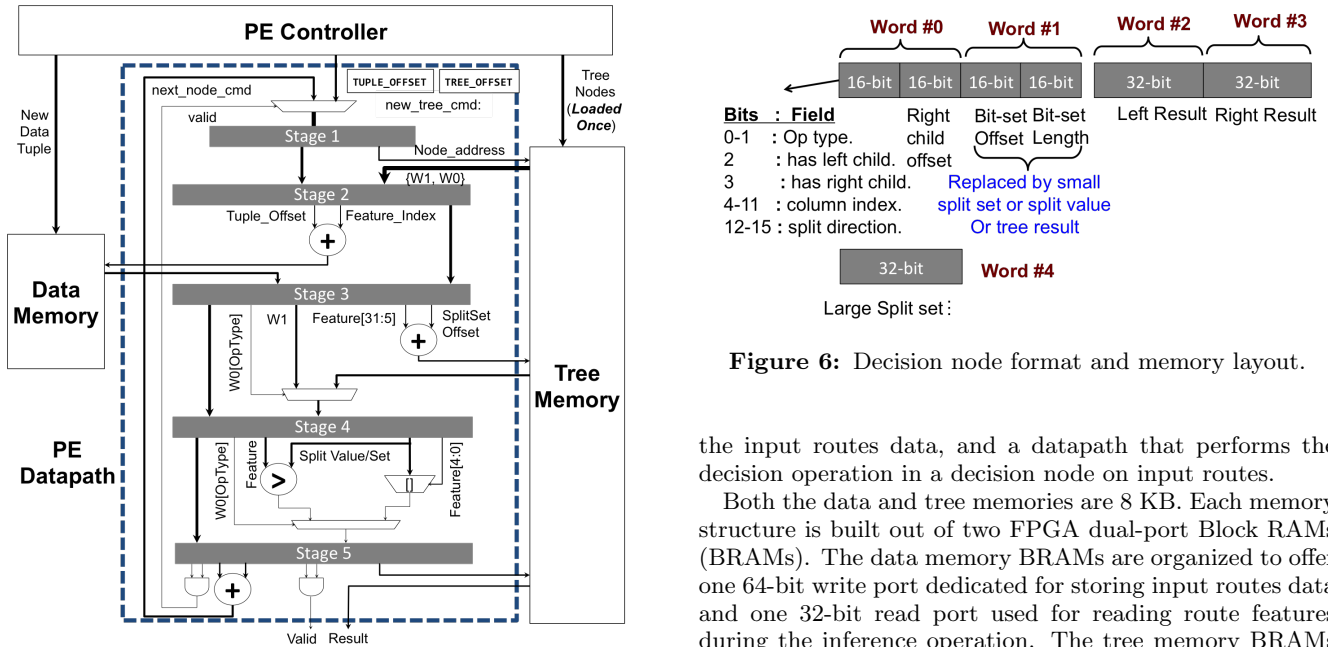 PE Controller
TUPLE_OFFSET TREE_OFFSET
next_node_cmd
new_tree_cmd:
valid
New
Data
Tuple
Tree
Nodes
(Loaded
Once)
Stage 1
Node_address
{W1, W0}
Stage 2
Tuple_Offset Feature_Index
+
Data
Memory
Stage 3
W0[OpType]
W1
Feature[31:5]
SplitSet
Offset
+
Tree
Memory
Stage 4
PE
Datapath
W0[OpType]
Feature
Split Value/Set
>
[]
Feature[4:0]
Stage 5
+
Valid Result
Word #0 Word #1 Word #2 Word #3
16-bit 16-bit 16-bit 16-bit 32-bit 32-bit
Bits : Field
0-1 : Op type.
2 : has left child.
3 : has right child.
4-11 : column index.
12-15 : split direction.
Right
child
offset
Bit-set Bit-set
Offset Length
Left Result Right Result
Replaced by small
split set or split value
Or tree result
32-bit Word #4
Large Split set ⋮
Figure 6: Decision node format and memory layout.
the input routes data, and a datapath that performs the
decision operation in a decision node on input routes.
Both the data and tree memories are 8 KB. Each memory
structure is built out of two FPGA dual-port Block RAMs
(BRAMs). The data memory BRAMs are organized to offer
one 64-bit write port dedicated for storing input routes data
and one 32-bit read port used for reading route features
during the inference operation. The tree memory BRAMs